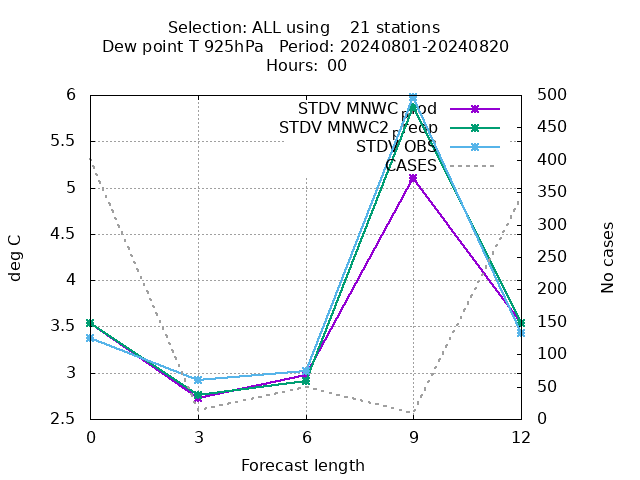 Selection: ALL using 21 stations
Dew point T 925hPa Period: 20240801-20240820
Hours: 00
6 500
5.5 450
5 400
4.5 350
4 300
3.5 250
3 200
2.5 150
100
50
0
deg C
No cases
STDV MNWC_prod
STDV MNWC2_preop
STDV OBS
CASES
0 3 6 9 12
Forecast length